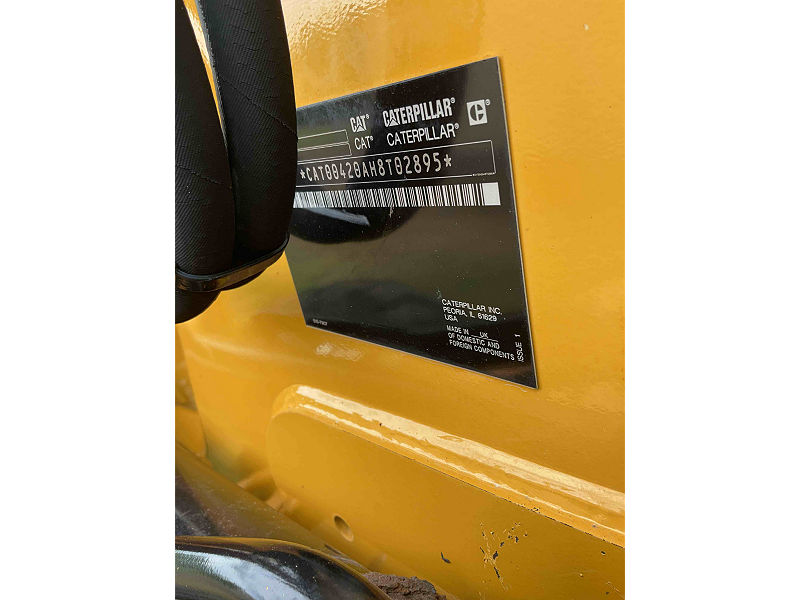 CAT CATERPILLAR®
CAT® CATERPILLAR®
*CAT00420AH8T02895*
CATERPILLAR INC.
PEORIA, IL 61629
USA
MADE IN UK
OF DOMESTIC AND
FOREIGN COMPONENTS
ISSUE 1